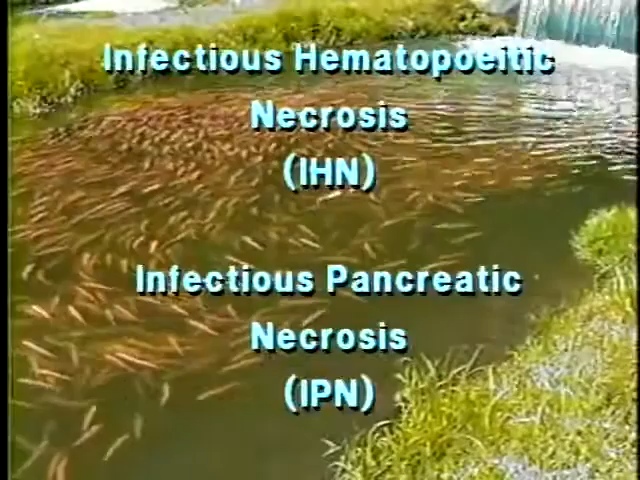 Infectious Hematopoeitic
Necrosis
(IHN)
Infectious Pancreatic
Necrosis
(IPN)